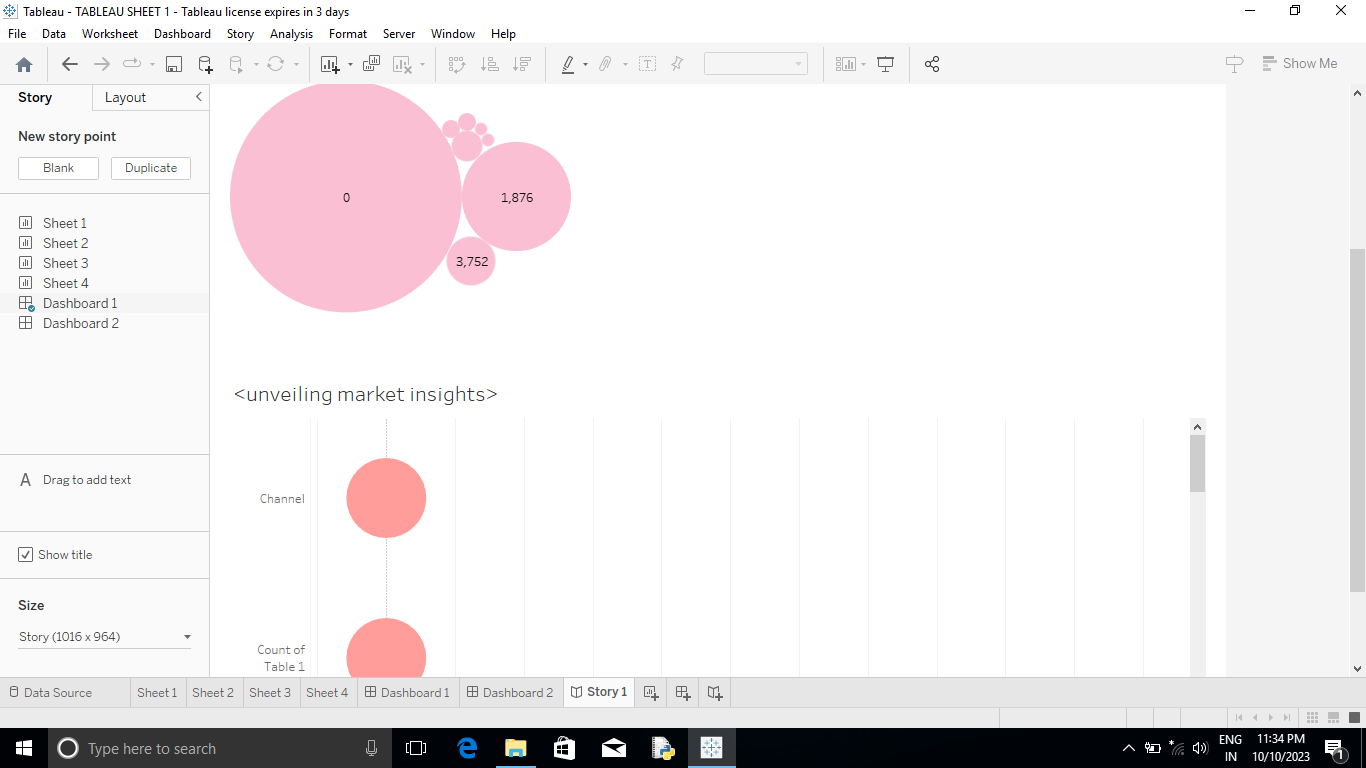 Tableau - TABLEAU SHEET 1 - Tableau license expires in 3 days
File Data Worksheet Dashboard Story Analysis Format Server Window Help
Show Me
Story Layout
New story point
Blank Duplicate
Sheet 1
Sheet 2
Sheet 3
Sheet 4
Dashboard 1
Dashboard 2
A Drag to add text
Show title
Size
Story (1016 x 964)
0
1,876
3,752
<unveiling market insights>
Channel
Count of
Table 1
Data Source Sheet 1 Sheet 2 Sheet 3 Sheet 4 Dashboard 1 Dashboard 2 Story 1
Type here to search
ENG
IN
11:34 PM
10/10/2023
1